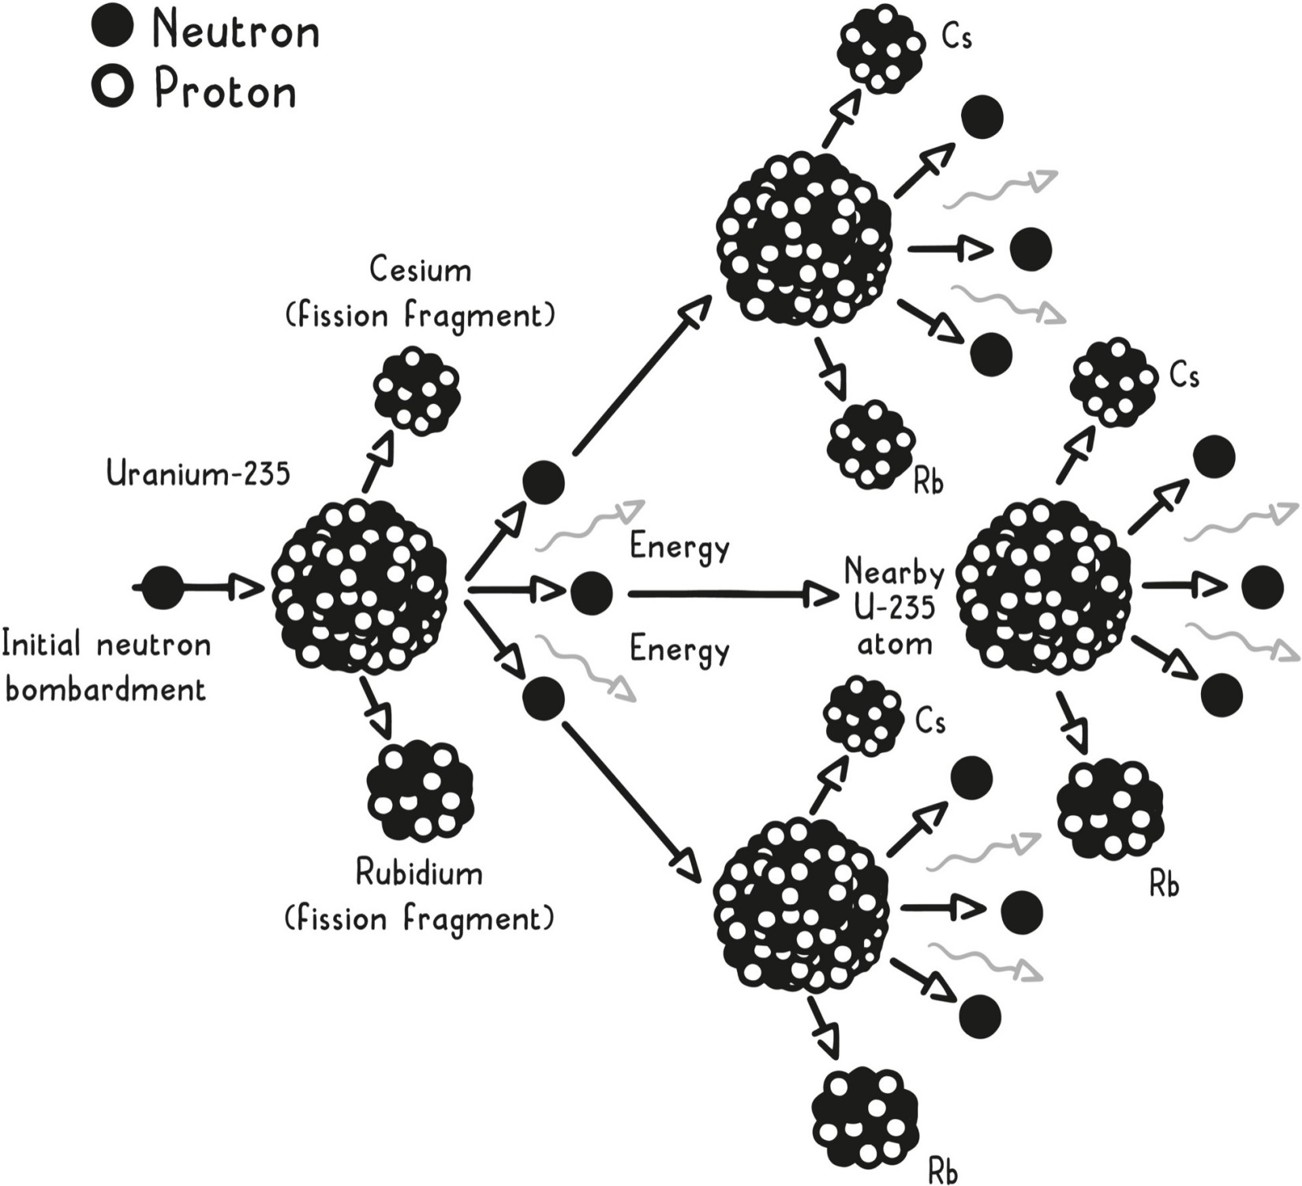 Neutron
Proton
Cs
Cesium
(fission fragment)
Cs
Uranium-235
Rb
Energy
Nearby
U-235
atom
Initial neutron
bombardment
Energy
Cs
Rubidium
(fission fragment)
Rb
Rb